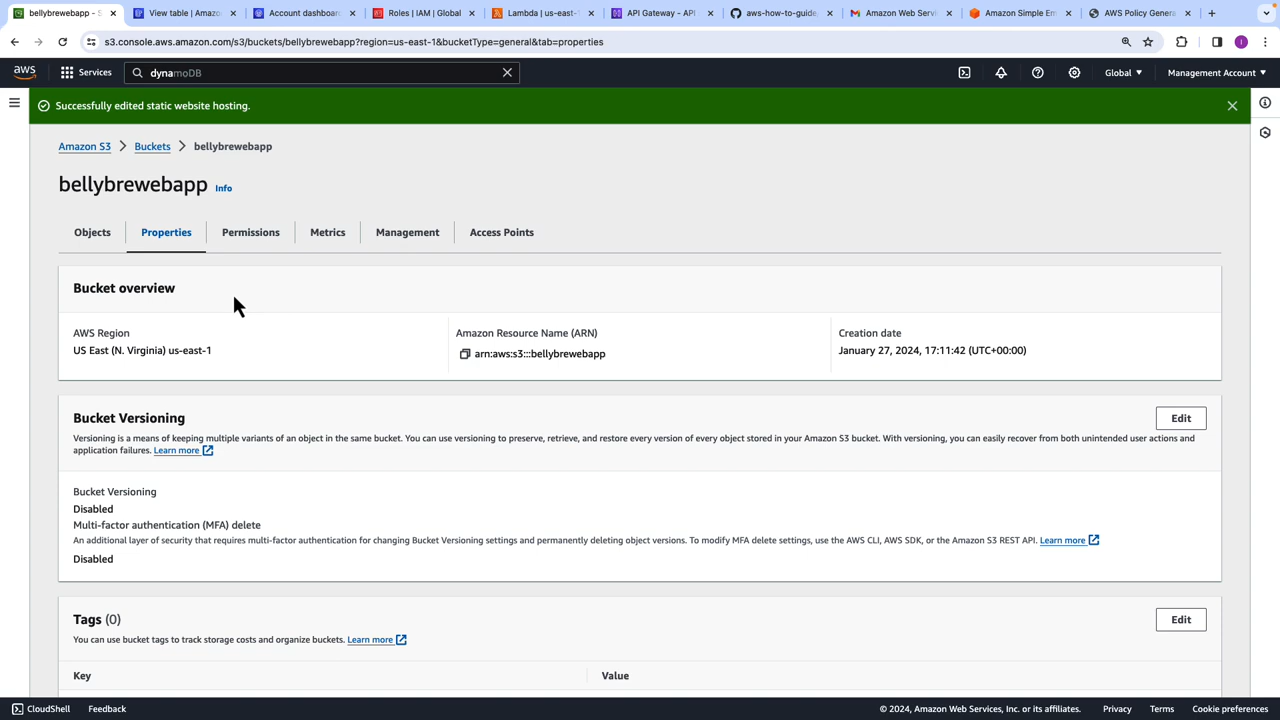 bellybrewebapp - S
View table | Amazo
Account dashboard
Roles | IAM | Global
Lambda | us-east-1
API Gateway - API
aws-how-to-guide
Amazon Web Servi
Amazon Simple Em
AWS Policy Genera
s3.console.aws.amazon.com/s3/buckets/bellybrewebapp?region=us-east-1&bucketType=general&tab=properties
I
aws
Services
dynamoDB
Global
Management Account
Successfully edited static website hosting.
Amazon S3 > Buckets > bellybrewebapp
bellybrewebapp Info
Objects Properties Permissions Metrics Management Access Points
Bucket overview
AWS Region
US East (N. Virginia) us-east-1
Amazon Resource Name (ARN)
arn:aws:s3:::bellybrewebapp
Creation date
January 27, 2024, 17:11:42 (UTC+00:00)
Bucket Versioning
Edit
Versioning is a means of keeping multiple variants of an object in the same bucket. You can use versioning to preserve, retrieve, and restore every version of every object stored in your Amazon S3 bucket. With versioning, you can easily recover from both unintended user actions and
application failures. Learn more
Bucket Versioning
Disabled
Multi-factor authentication (MFA) delete
An additional layer of security that requires multi-factor authentication for changing Bucket Versioning settings and permanently deleting object versions. To modify MFA delete settings, use the AWS CLI, AWS SDK, or the Amazon S3 REST API. Learn more
Disabled
Tags (0)
Edit
You can use bucket tags to track storage costs and organize buckets. Learn more
Key Value
CloudShell Feedback © 2024, Amazon Web Services, Inc. or its affiliates. Privacy Terms Cookie preferences